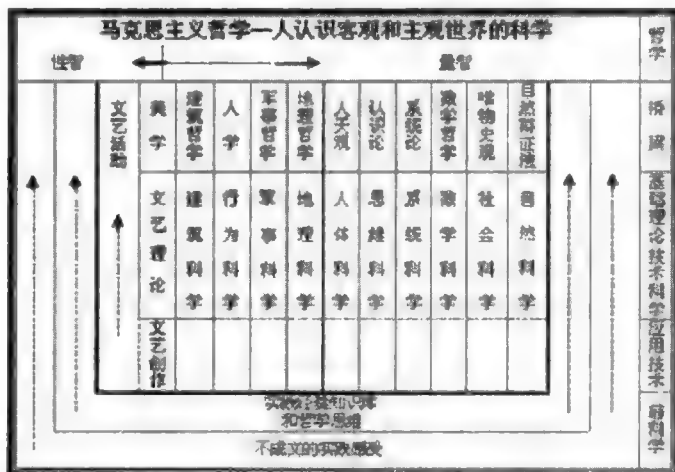 马克思主义哲学—人认识客观和主观世界的科学
哲学
性智
量智
文艺活动
美学
建筑哲学
人学
军事哲学
地理哲学
人天观
认识论
系统论
数学哲学
唯物史观
自然辩证法
桥梁
文艺理论
建筑科学
行为科学
军事科学
地理科学
人体科学
思维科学
系统科学
数学科学
社会科学
自然科学
基础理论
技术科学
应用技术
文艺创作
实践经验知识库
和哲学思维
不成文的实践感受
前科学